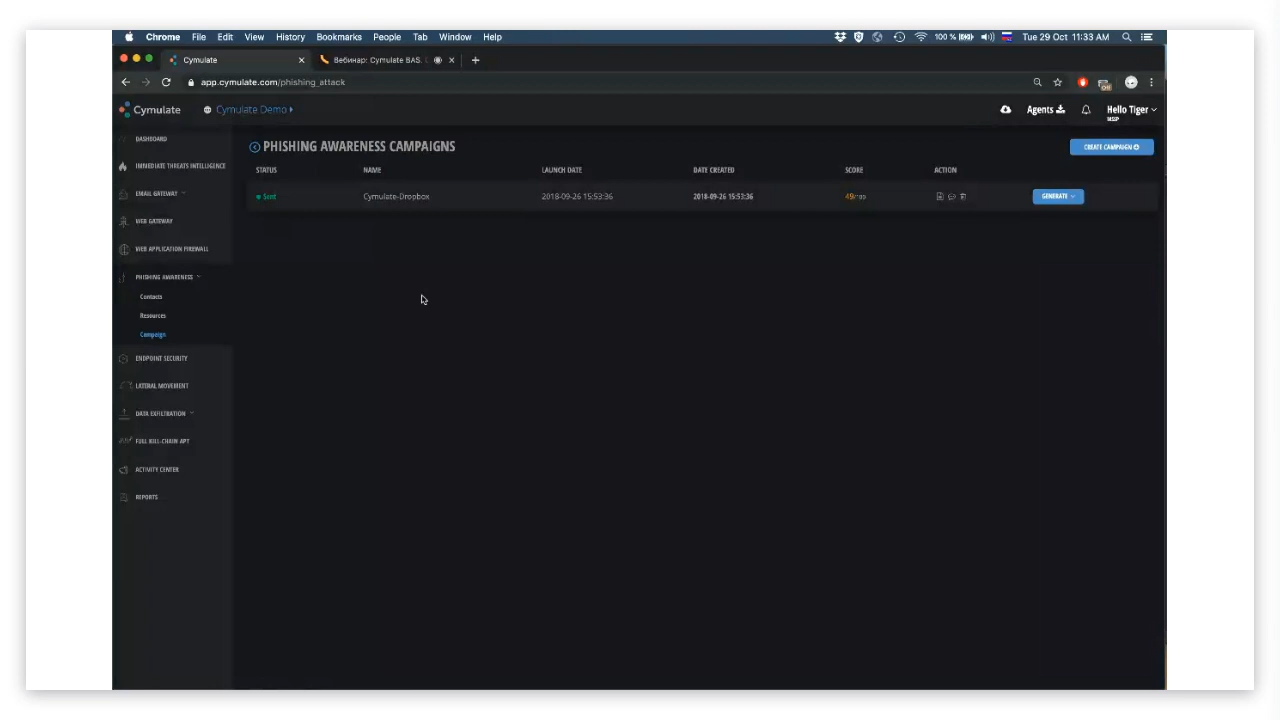 Chrome File Edit View History Bookmarks People Tab Window Help 100 % Tue 29 Oct 11:33 AM
Cymulate Вебинар: Cymulate BAS.
app.cymulate.com/phishing_attack
Cymulate Cymulate Demo Agents Hello Tiger
MSSP
DASHBOARD
IMMEDIATE THREATS INTELLIGENCE
EMAIL GATEWAY
WEB GATEWAY
WEB APPLICATION FIREWALL
PHISHING AWARENESS
Contacts
Resources
Campaign
ENDPOINT SECURITY
LATERAL MOVEMENT
DATA EXFILTRATION
FULL KILL-CHAIN APT
ACTIVITY CENTER
REPORTS
PHISHING AWARENESS CAMPAIGNS CREATE CAMPAIGN
STATUS NAME LAUNCH DATE DATE CREATED SCORE ACTION
Sent Cymulate-Dropbox 2018-09-26 15:53:36 2018-09-26 15:53:36 49/100 GENERATE